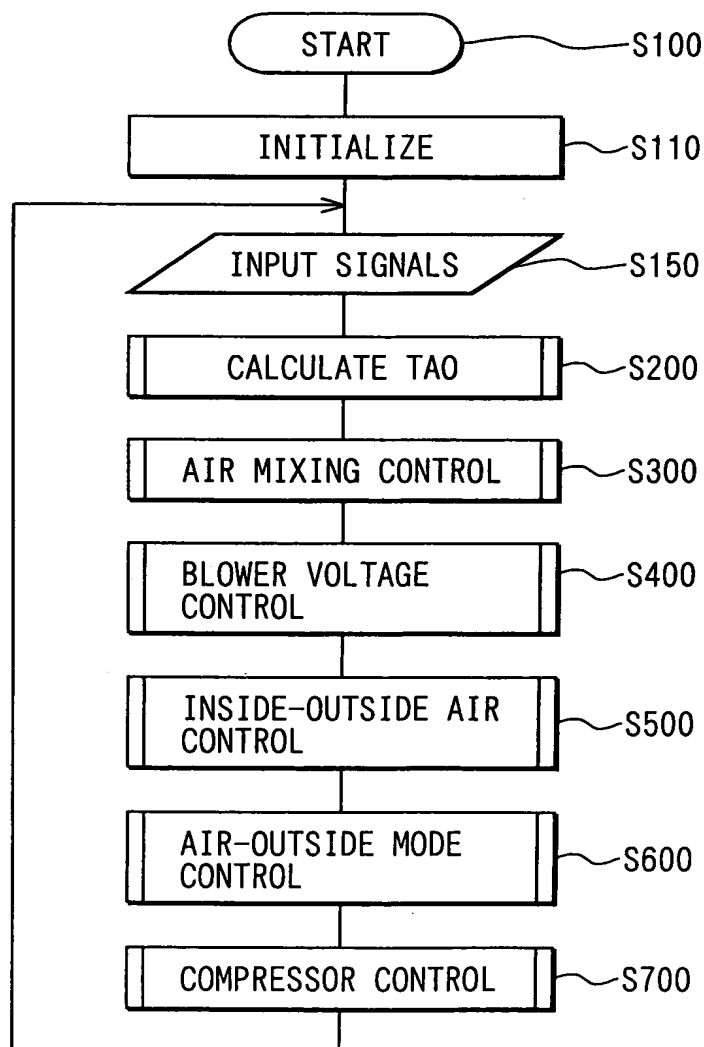 START
S100
INITIALIZE
S110
INPUT SIGNALS
S150
CALCULATE TAO
S200
AIR MIXING CONTROL
S300
BLOWER VOLTAGE
CONTROL
S400
INSIDE-OUTSIDE AIR
CONTROL
S500
AIR-OUTSIDE MODE
CONTROL
S600
COMPRESSOR CONTROL
S700